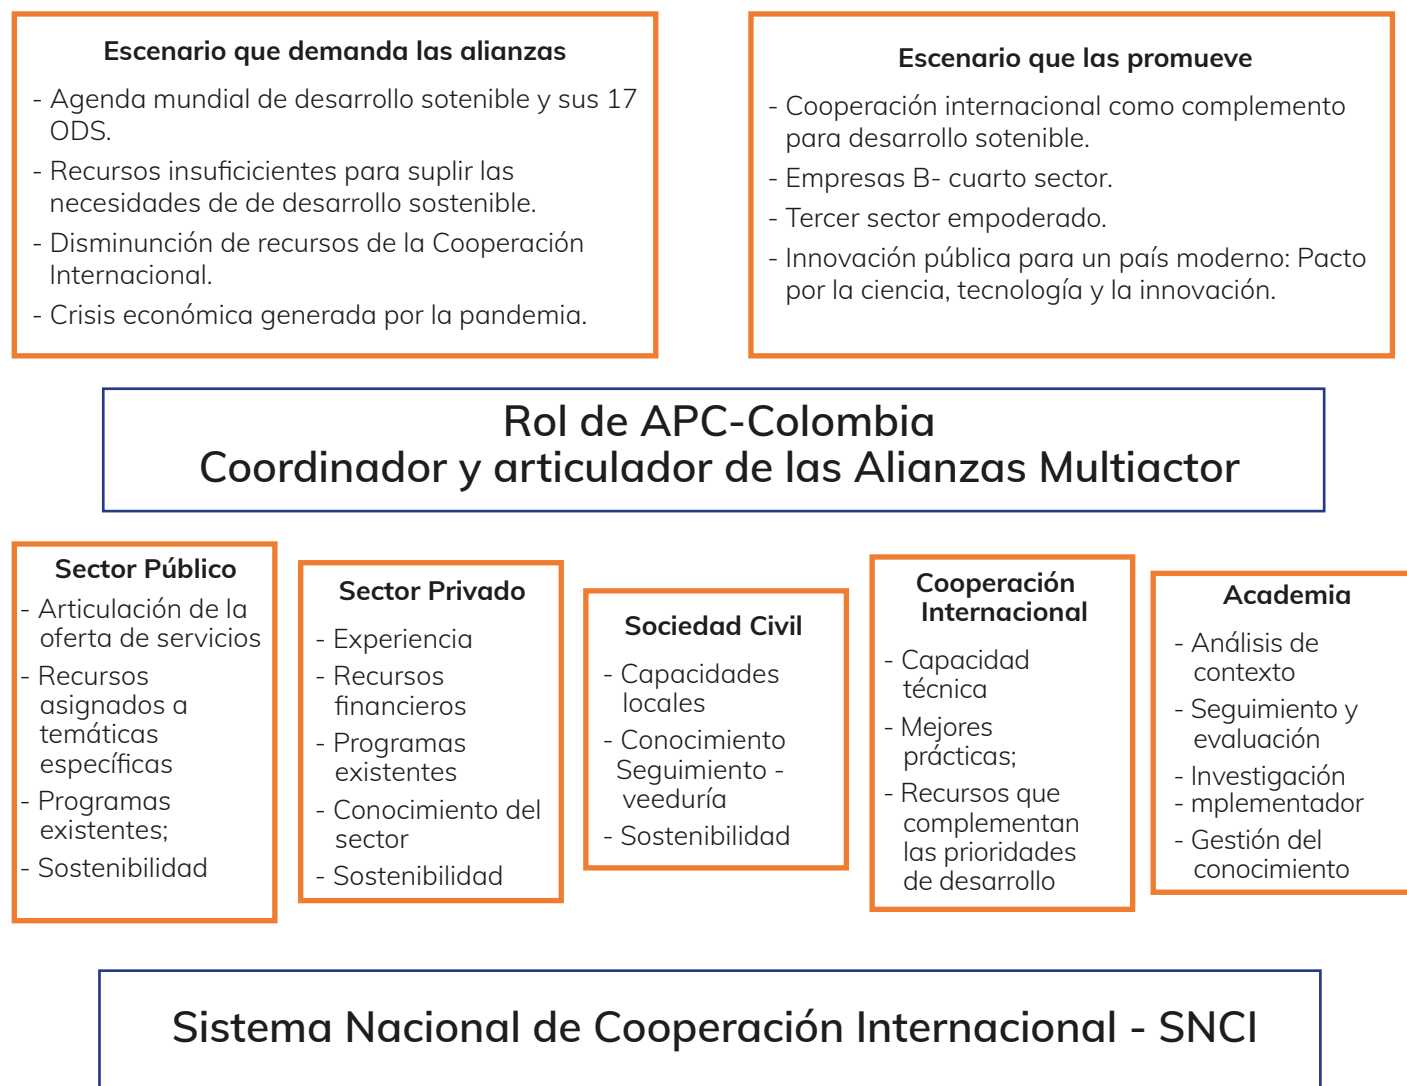 Escenario que demanda las alianzas
- Agenda mundial de desarrollo sotenible y sus 17
ODS.
- Recursos insuficicientes para suplir las
necesidades de de desarrollo sostenible.
- Disminunción de recursos de la Cooperación
Internacional.
- Crisis económica generada por la pandemia.
Escenario que las promueve
- Cooperación internacional como complemento
para desarrollo sotenible.
- Empresas B- cuarto sector.
- Tercer sector empoderado.
- Innovación pública para un país moderno: Pacto
por la ciencia, tecnología y la innovación.
Rol de APC-Colombia
Coordinador y articulador de las Alianzas Multiactor
Sector Público
- Articulación de la
oferta de servicios
- Recursos
asignados a
temáticas
específicas
- Programas
existentes;
- Sostenibilidad
Sector Privado
- Experiencia
- Recursos
financieros
- Programas
existentes
- Conocimiento del
sector
- Sostenibilidad
Sociedad Civil
- Capacidades
locales
- Conocimiento
Seguimiento -
veeduría
- Sostenibilidad
Cooperación
Internacional
- Capacidad
técnica
- Mejores
prácticas;
- Recursos que
complementan
las prioridades
de desarrollo
Academia
- Análisis de
contexto
- Seguimiento y
evaluación
- Investigación
- mplementador
- Gestión del
conocimiento
Sistema Nacional de Cooperación Internacional - SNCI